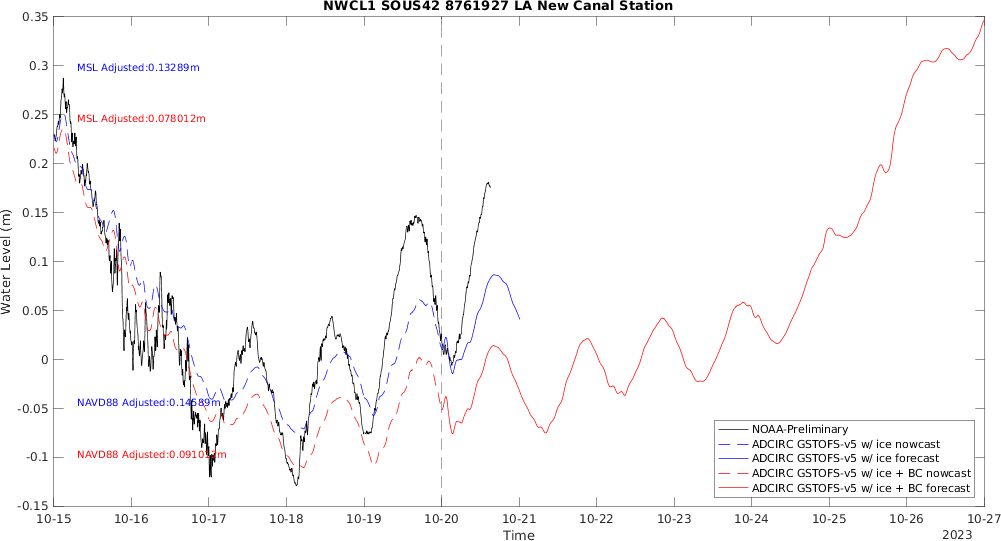 NWCL1 SOUS42 8761927 LA New Canal Station
Water Level (m)
0.35
0.3
0.25
0.2
0.15
0.1
0.05
0
-0.05
-0.1
-0.15
MSL Adjusted:0.13289m
MSL Adjusted:0.078012m
NAVD88 Adjusted:0.14589m
NAVD88 Adjusted:
NOAA-Preliminary
ADCIRC GSTOFS-v5 w/ ice nowcast
ADCIRC GSTOFS-v5 w/ ice forecast
ADCIRC GSTOFS-v5 w/ ice + BC nowcast
ADCIRC GSTOFS-v5 w/ ice + BC forecast
10-15 10-16 10-17 10-18 10-19 10-20 10-21 10-22 10-23 10-24 10-25 10-26 10-27
Time
2023